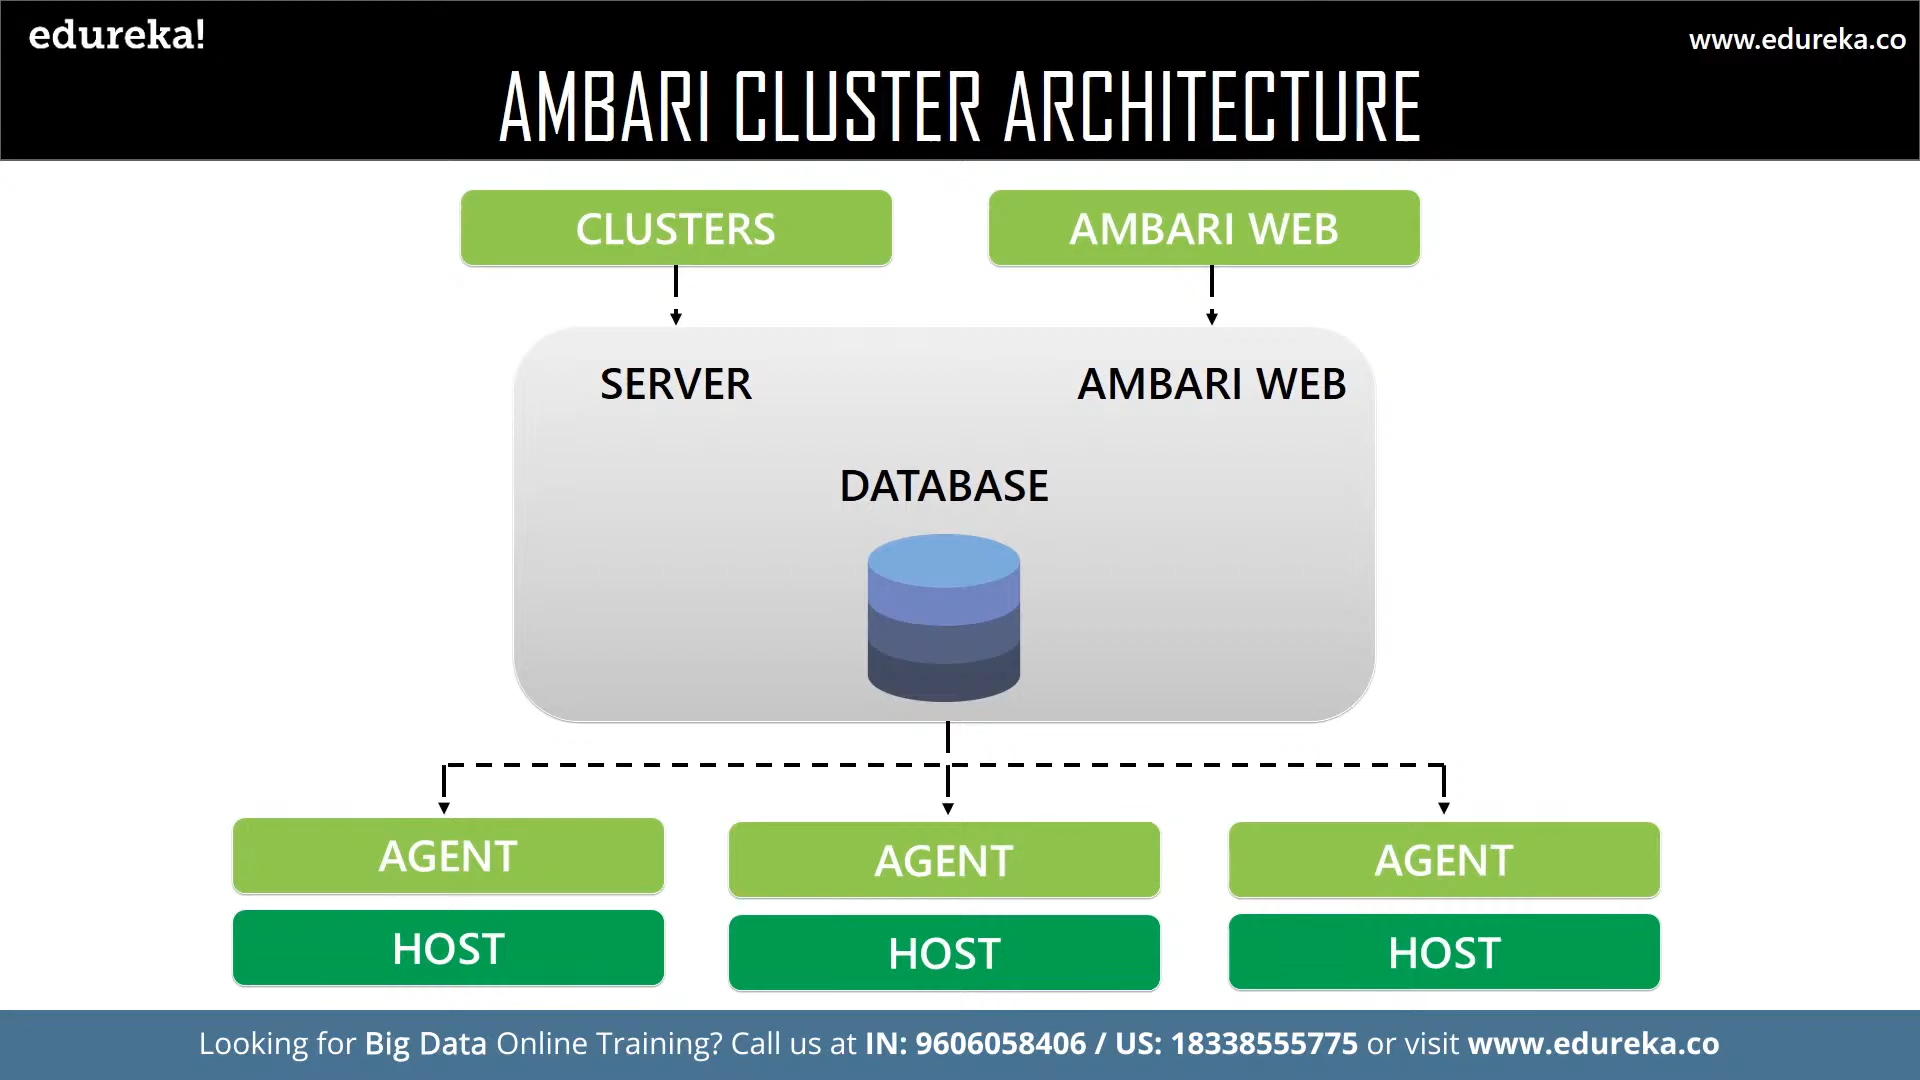 edureka!
www.edureka.co
AMBARI CLUSTER ARCHITECTURE
CLUSTERS
AMBARI WEB
SERVER
AMBARI WEB
DATABASE
AGENT
AGENT
AGENT
HOST
HOST
HOST
Looking for Big Data Online Training? Call us at IN: 9606058406 / US: 18338555775 or visit www.edureka.co